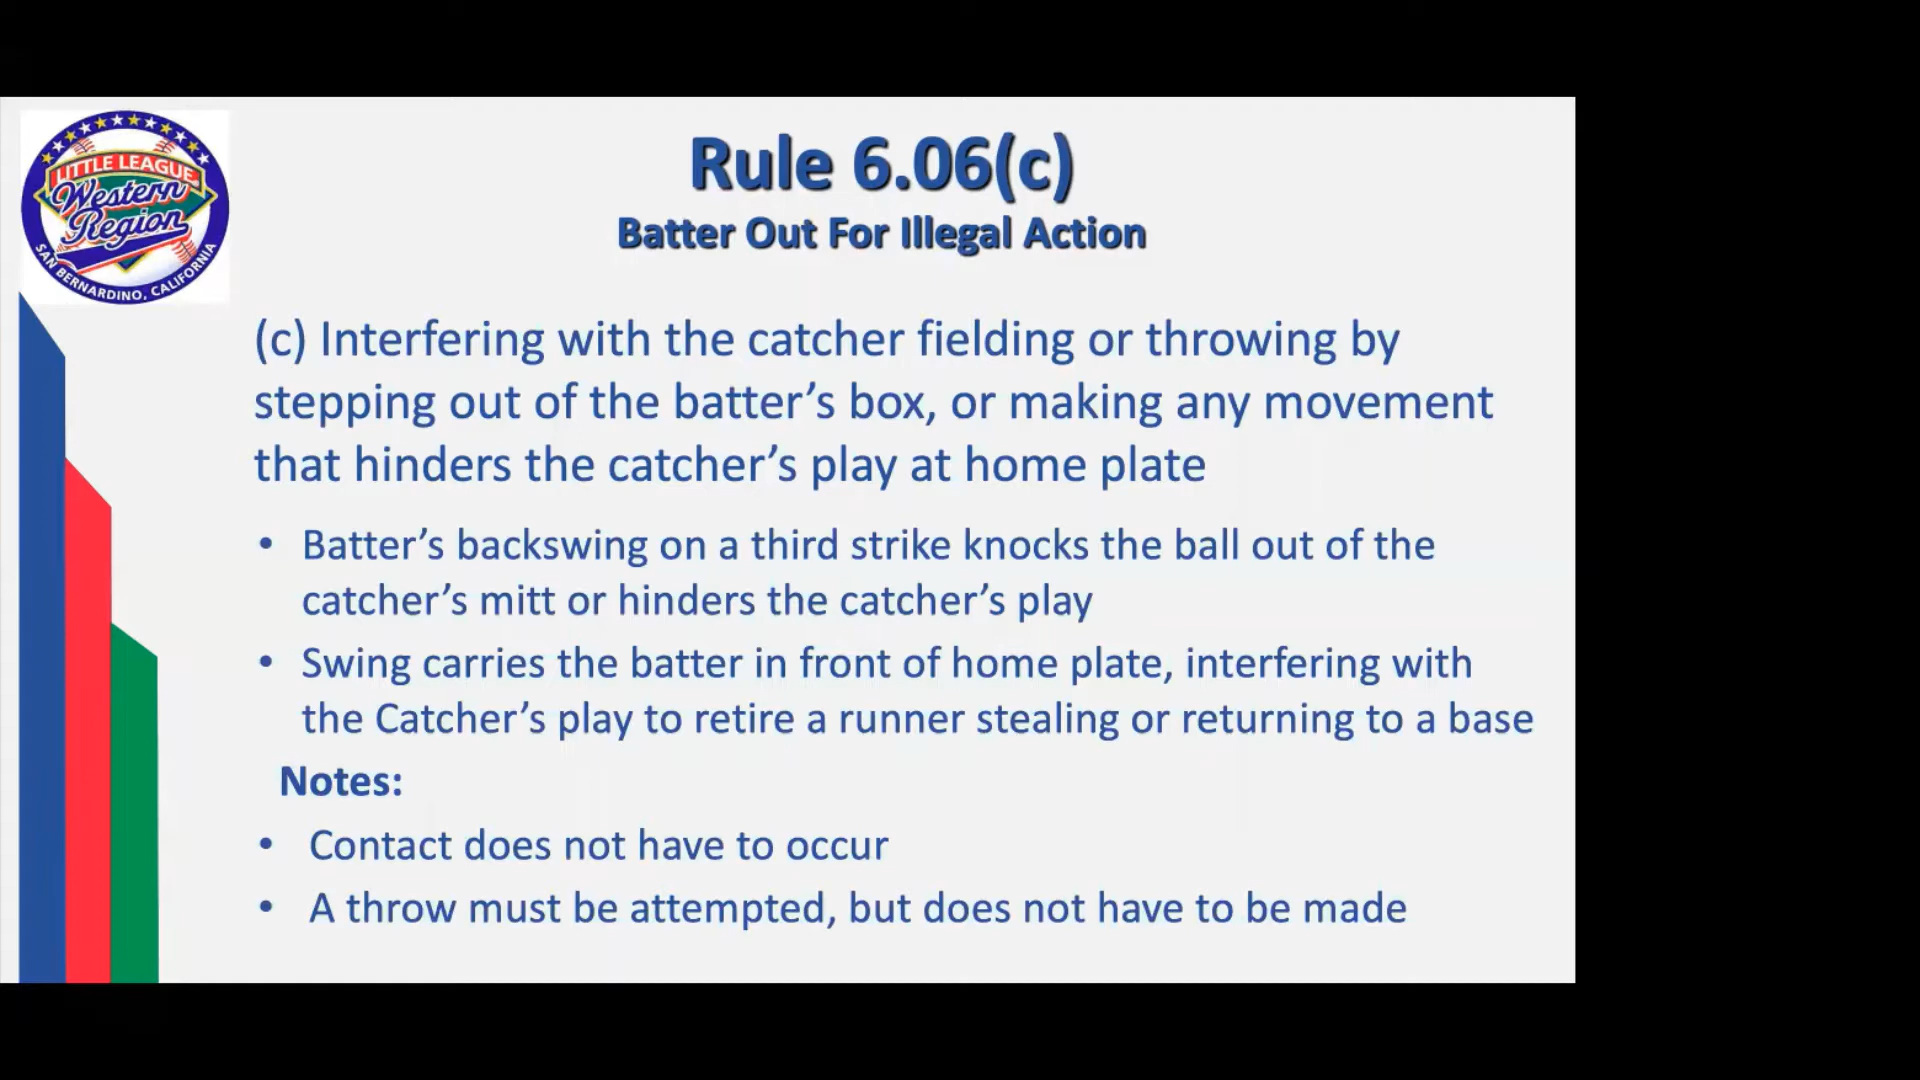 LITTLE LEAGUE
Western
Region
SAN BERNARDINO, CALIFORNIA
Rule 6.06(c)
Batter Out For Illegal Action
(c) Interfering with the catcher fielding or throwing by
stepping out of the batter’s box, or making any movement
that hinders the catcher’s play at home plate
• Batter’s backswing on a third strike knocks the ball out of the
catcher’s mitt or hinders the catcher’s play
• Swing carries the batter in front of home plate, interfering with
the Catcher’s play to retire a runner stealing or returning to a base
Notes:
• Contact does not have to occur
• A throw must be attempted, but does not have to be made